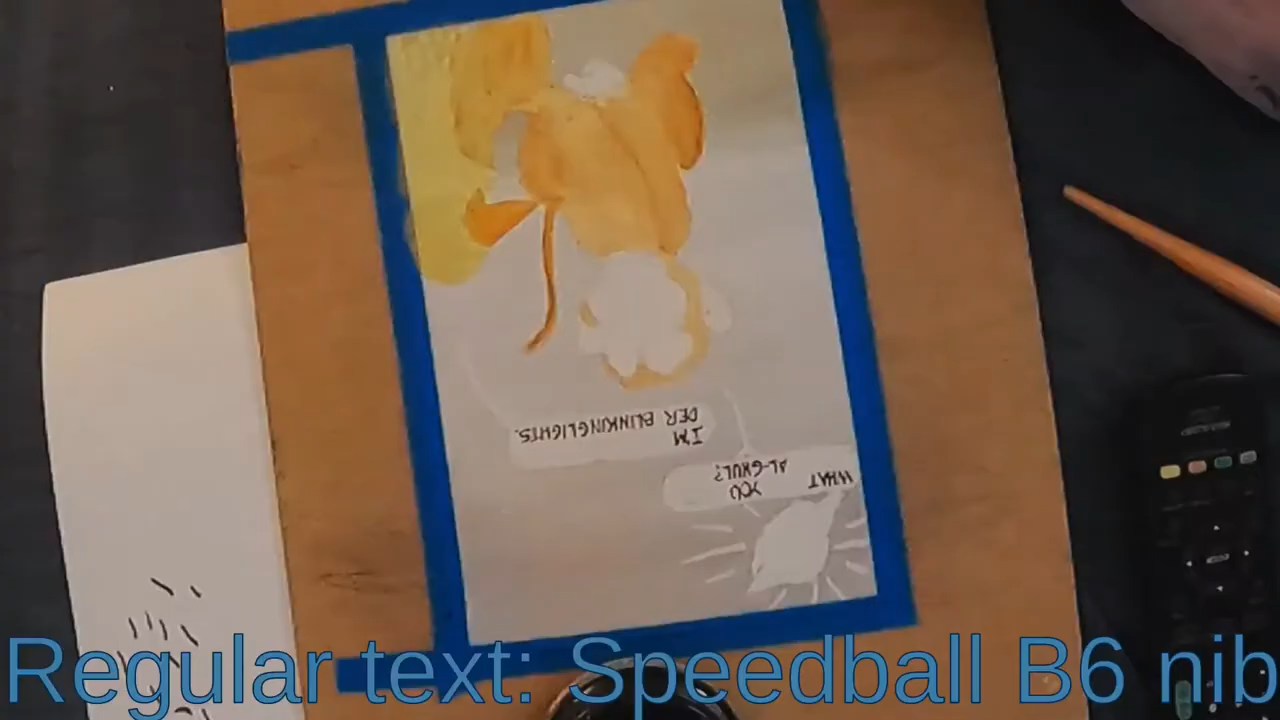 WHAT YOU
AL-GHUL?
I'M
DER BLINKINGLIGHTS.
Regular text: Speedball B6 nib